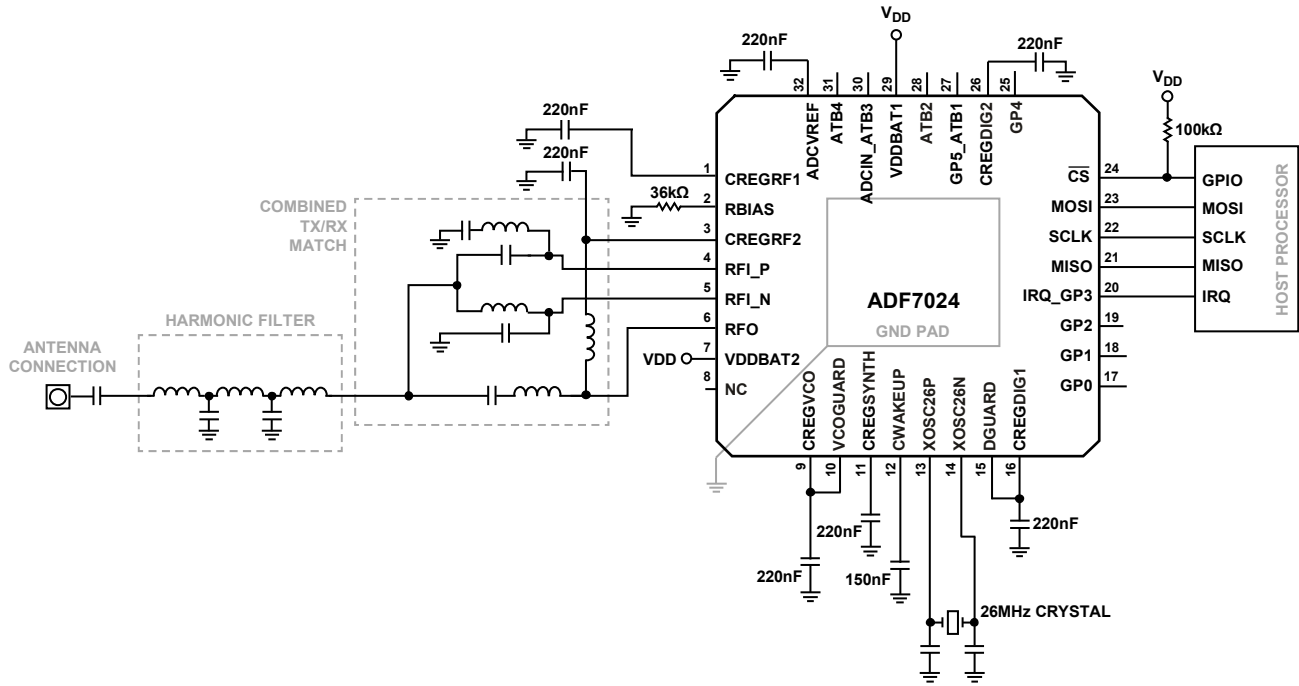 VDD
220nF
220nF
32
31
30
29
28
27
26
25
ADCVREF
ATB4
ADCIN_ATB3
VDDBAT1
ATB2
GP5_ATB1
CREGDIG2
GP4
VDD
100kΩ
220nF
220nF
36kΩ
COMBINED
TX/RX
MATCH
1
CREGRF1
2
RBIAS
3
CREGRF2
4
RFI_P
5
RFI_N
6
RFO
VDD
7
VDDBAT2
8
NC
CS
24
GPIO
MOSI
23
MOSI
SCLK
22
SCLK
MISO
21
MISO
IRQ_GP3
20
IRQ
GP2
19
GP1
18
GP0
17
HOST PROCESSOR
ADF7024
GND PAD
HARMONIC FILTER
ANTENNA
CONNECTION
CREGVCO
VCOGUARD
CREGSYNTH
CWAKEUP
XOSC26P
XOSC26N
DGUARD
CREGDIG1
9
10
11
12
13
14
15
16
220nF
220nF
220nF
150nF
26MHz CRYSTAL